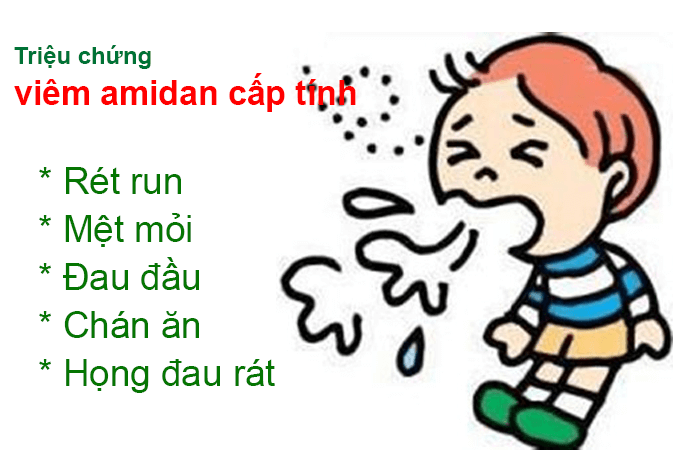 Triệu chứng
viêm amidan cấp tính
* Rét run
* Mệt mỏi
* Đau đầu
* Chán ăn
* Họng đau rát